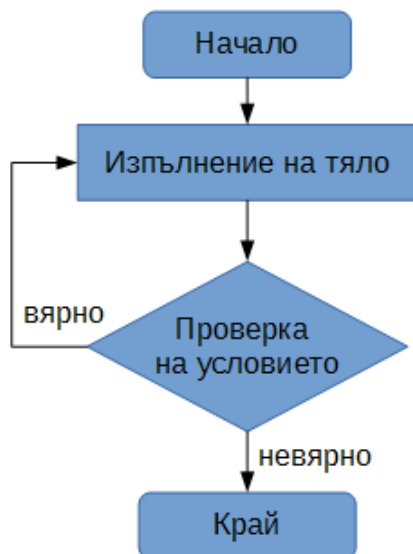 Начало
Изпълнение на тяло
вярно
Проверка
на условието
невярно
Край